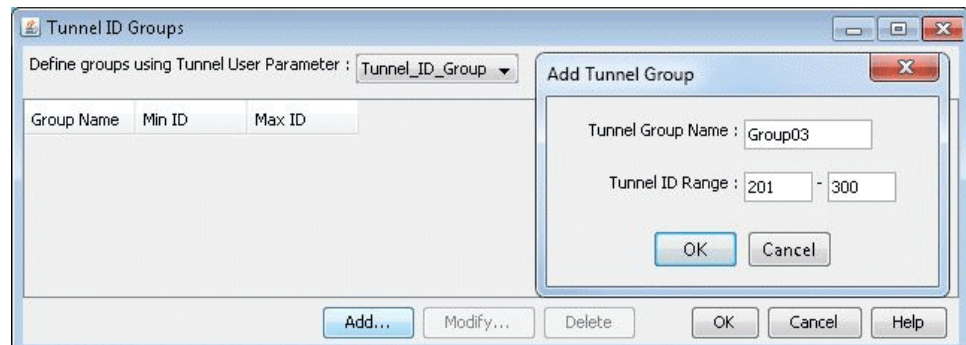 Tunnel ID Groups
Define groups using Tunnel User Parameter : Tunnel_ID_Group
Group Name Min ID Max ID
Add Tunnel Group
Tunnel Group Name : Group03
Tunnel ID Range : 201 - 300
OK Cancel
Add... Modify... Delete OK Cancel Help